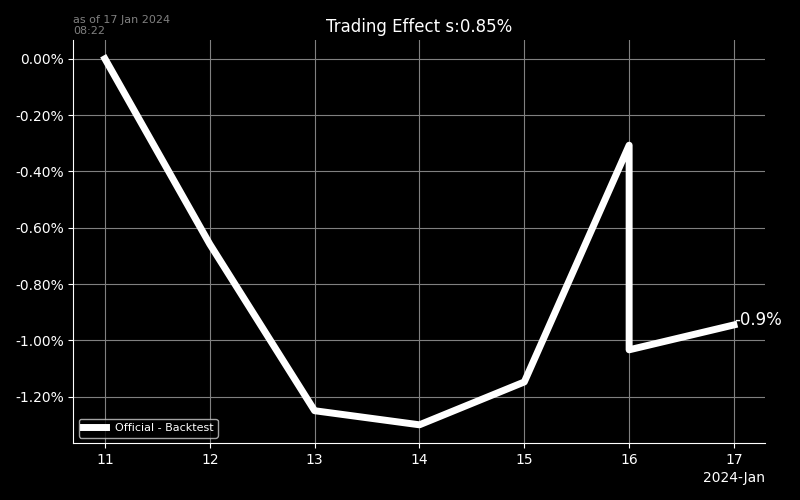 as of 17 Jan 2024
08:22
Trading Effect s:0.85%
0.00%
-0.20%
-0.40%
-0.60%
-0.80%
-1.00%
-1.20%
-0.9%
Official - Backtest
11 12 13 14 15 16 17
2024-Jan